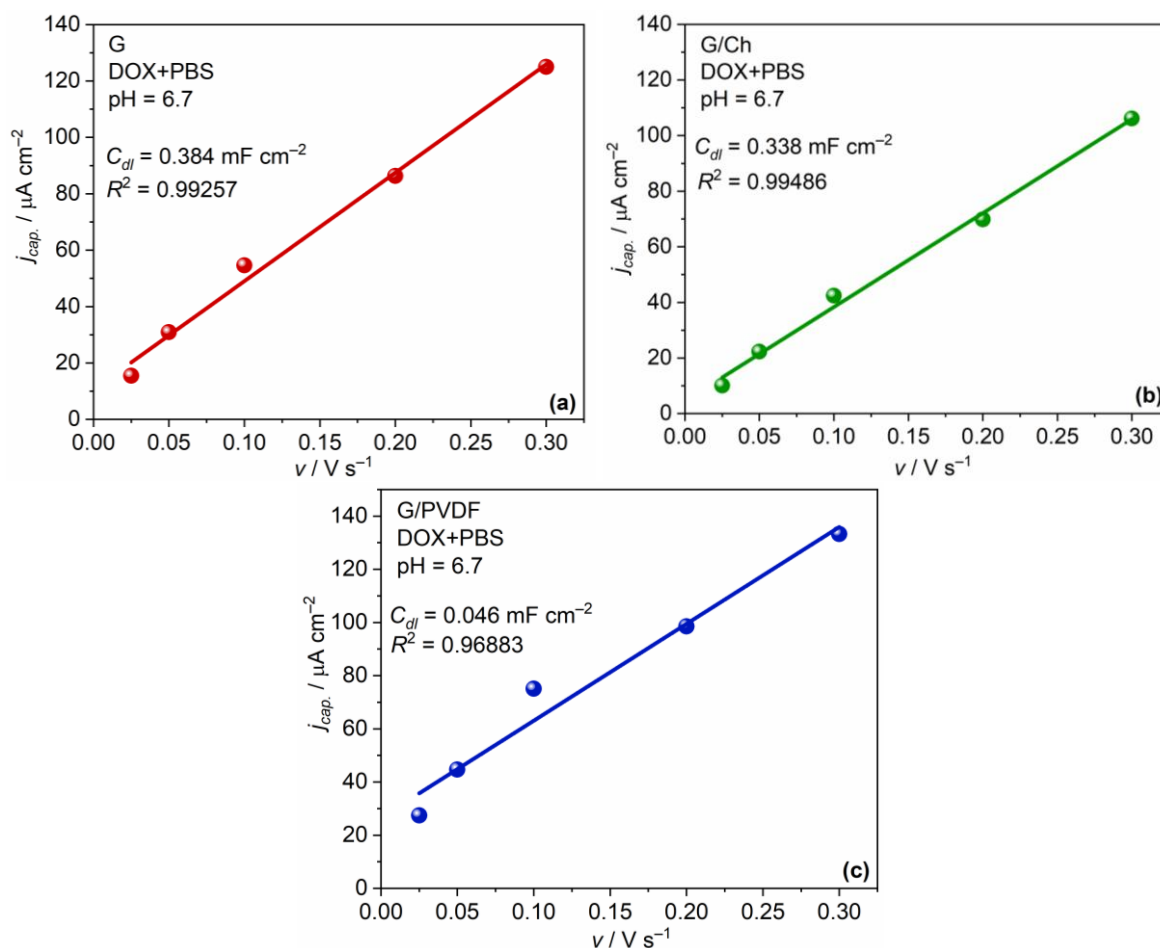 140
120
100
80
60
40
20
0
j_cap. / μA cm⁻²
G
DOX+PBS
pH = 6.7
C_dl = 0.384 mF cm⁻²
R² = 0.99257
(a)
0.00 0.05 0.10 0.15 0.20 0.25 0.30
v / V s⁻¹
140
120
100
80
60
40
20
0
j_cap. / μA cm⁻²
G/Ch
DOX+PBS
pH = 6.7
C_dl = 0.338 mF cm⁻²
R² = 0.99486
(b)
0.00 0.05 0.10 0.15 0.20 0.25 0.30
v / V s⁻¹
140
120
100
80
60
40
20
0
j_cap. / μA cm⁻²
G/PVDF
DOX+PBS
pH = 6.7
C_dl = 0.046 mF cm⁻²
R² = 0.96883
(c)
0.00 0.05 0.10 0.15 0.20 0.25 0.30
v / V s⁻¹